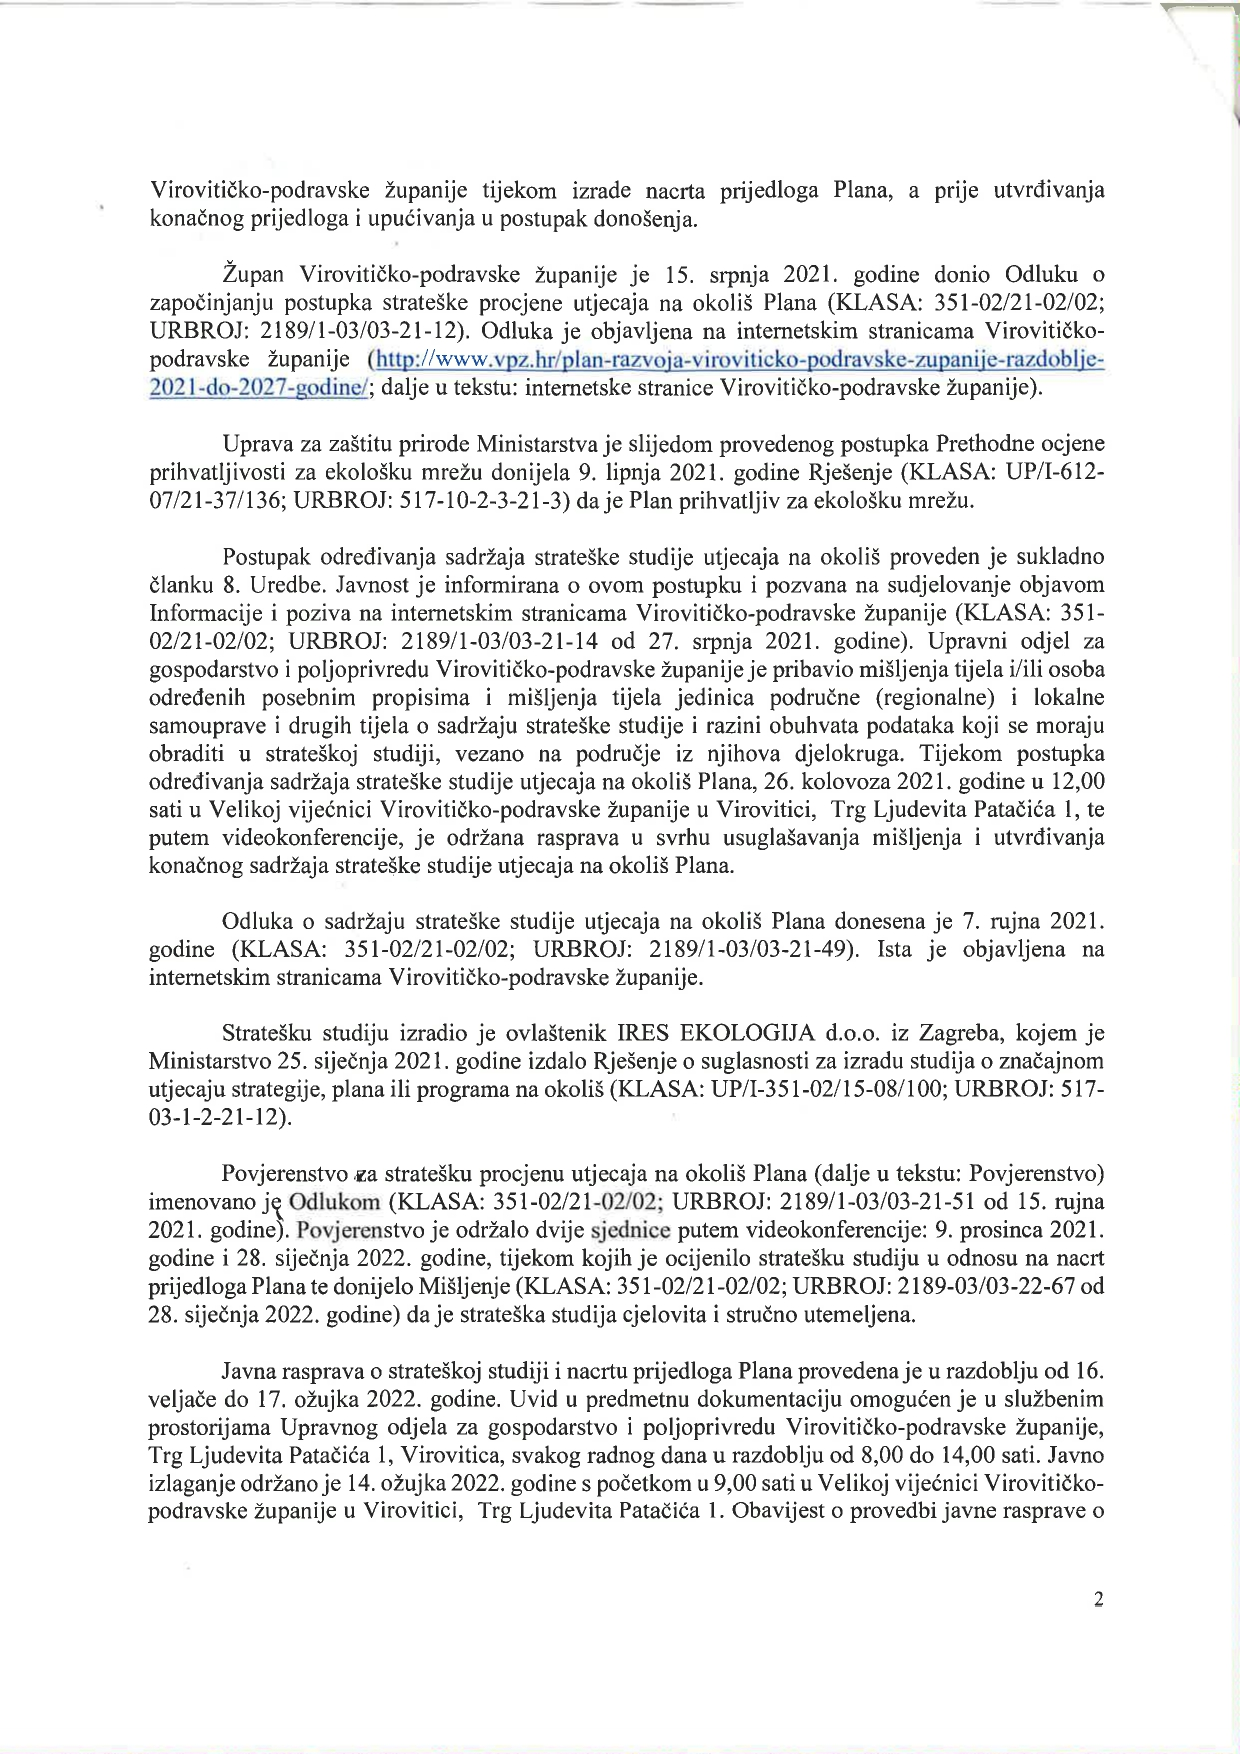 Virovitičko-podravske županije tijekom izrade nacrta prijedloga Plana, a prije utvrđivanja
konačnog prijedloga i upućivanja u postupak donošenja.
Župan Virovitičko-podravske županije je 15. srpnja 2021. godine donio Odluku o
započinjanju postupka strateške procjene utjecaja na okoliš Plana (KLASA: 351-02/21-02/02;
URBROJ: 2189/1-03/03-21-12). Odluka je objavljena na internetskim stranicama Virovitičko-
podravske županije (http://www.vpz.hr/plan-razvoja-viroviticko-podravske-zupanije-razdoblje-
2021-do-2027-godine/; dalje u tekstu: internetske stranice Virovitičko-podravske županije).
Uprava za zaštitu prirode Ministarstva je slijedom provedenog postupka Prethodne ocjene
prihvatljivosti za ekološku mrežu donijela 9. lipnja 2021. godine Rješenje (KLASA: UP/I-612-
07/21-37/136; URBROJ: 517-10-2-3-21-3) da je Plan prihvatljiv za ekološku mrežu.
Postupak određivanja sadržaja strateške studije utjecaja na okoliš proveden je sukladno
članku 8. Uredbe. Javnost je informirana o ovom postupku i pozvana na sudjelovanje objavom
Informacije i poziva na internetskim stranicama Virovitičko-podravske županije (KLASA: 351-
02/21-02/02; URBROJ: 2189/1-03/03-21-14 od 27. srpnja 2021. godine). Upravni odjel za
gospodarstvo i poljoprivredu Virovitičko-podravske županije je pribavio mišljenja tijela i/ili osoba
određenih posebnim propisima i mišljenja tijela jedinica područne (regionalne) i lokalne
samouprave i drugih tijela o sadržaju strateške studije i razini obuhvata podataka koji se moraju
obraditi u strateškoj studiji, vezano na područje iz njihova djelokruga. Tijekom postupka
određivanja sadržaja strateške studije utjecaja na okoliš Plana, 26. kolovoza 2021. godine u 12,00
sati u Velikoj vijećnici Virovitičko-podravske županije u Virovitici, Trg Ljudevita Patačića 1, te
putem videokonferencije, je održana rasprava u svrhu usuglašavanja mišljenja i utvrđivanja
konačnog sadržaja strateške studije utjecaja na okoliš Plana.
Odluka o sadržaju strateške studije utjecaja na okoliš Plana donesena je 7. rujna 2021.
godine (KLASA: 351-02/21-02/02; URBROJ: 2189/1-03/03-21-49). Ista je objavljena na
internetskim stranicama Virovitičko-podravske županije.
Stratešku studiju izradio je ovlaštenik IRES EKOLOGIJA d.o.o. iz Zagreba, kojem je
Ministarstvo 25. siječnja 2021. godine izdalo Rješenje o suglasnosti za izradu studija o značajnom
utjecaju strategije, plana ili programa na okoliš (KLASA: UP/I-351-02/15-08/100; URBROJ: 517-
03-1-2-21-12).
Povjerenstvo za stratešku procjenu utjecaja na okoliš Plana (dalje u tekstu: Povjerenstvo)
imenovano je Odlukom (KLASA: 351-02/21-02/02; URBROJ: 2189/1-03/03-21-51 od 15. rujna
2021. godine). Povjerenstvo je održalo dvije sjednice putem videokonferencije: 9. prosinca 2021.
godine i 28. siječnja 2022. godine, tijekom kojih je ocijenilo stratešku studiju u odnosu na nacrt
prijedloga Plana te donijelo Mišljenje (KLASA: 351-02/21-02/02; URBROJ: 2189-03/03-22-67 od
28. siječnja 2022. godine) da je strateška studija cjelovita i stručno utemeljena.
Javna rasprava o strateškoj studiji i nacrtu prijedloga Plana provedena je u razdoblju od 16.
veljače do 17. ožujka 2022. godine. Uvid u predmetnu dokumentaciju omogućen je u službenim
prostorijama Upravnog odjela za gospodarstvo i poljoprivredu Virovitičko-podravske županije,
Trg Ljudevita Patačića 1, Virovitica, svakog radnog dana u razdoblju od 8,00 do 14,00 sati. Javno
izlaganje održano je 14. ožujka 2022. godine s početkom u 9,00 sati u Velikoj vijećnici Virovitičko-
podravske županije u Virovitici, Trg Ljudevita Patačića 1. Obavijest o provedbi javne rasprave o
2